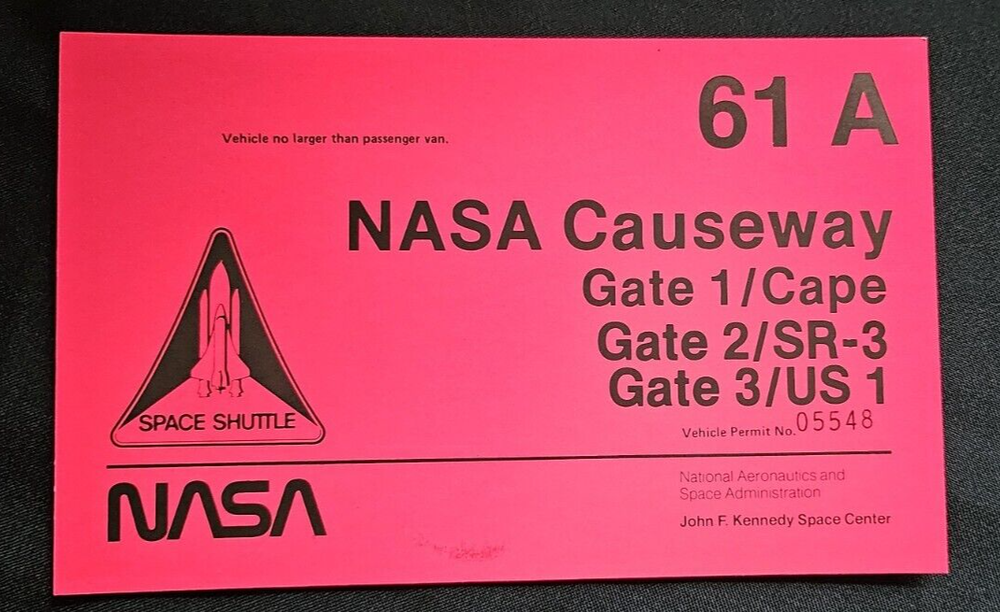 61 A
Vehicle no larger than passenger van.
NASA Causeway
Gate 1/Cape
Gate 2/SR-3
Gate 3/US 1
Vehicle Permit No. 05548
SPACE SHUTTLE
NASA
National Aeronautics and
Space Administration
John F. Kennedy Space Center